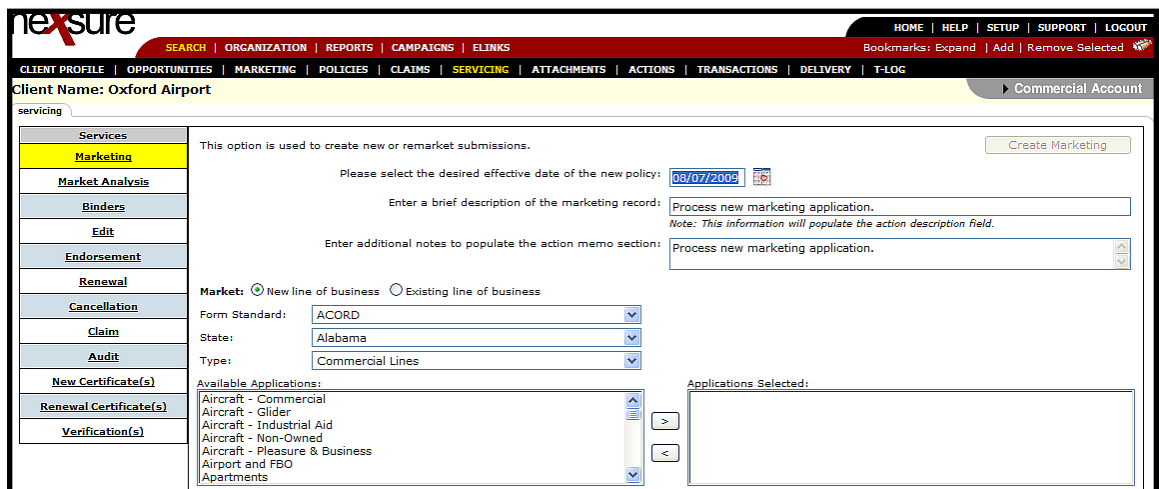 nexsure
HOME | HELP | SETUP | SUPPORT | LOGOUT
SEARCH | ORGANIZATION | REPORTS | CAMPAIGNS | ELINKS
Bookmarks: Expand | Add | Remove Selected
CLIENT PROFILE | OPPORTUNITIES | MARKETING | POLICIES | CLAIMS | SERVICING | ATTACHMENTS | ACTIONS | TRANSACTIONS | DELIVERY | T-LOG
Client Name: Oxford Airport
Commercial Account
servicing
Services
Marketing
Market Analysis
Binders
Edit
Endorsement
Renewal
Cancellation
Claim
Audit
New Certificate(s)
Renewal Certificate(s)
Verification(s)
This option is used to create new or remarket submissions.
Create Marketing
Please select the desired effective date of the new policy: 08/07/2009
Enter a brief description of the marketing record: Process new marketing application.
Note: This information will populate the action description field.
Enter additional notes to populate the action memo section: Process new marketing application.
Market: New line of business Existing line of business
Form Standard: ACORD
State: Alabama
Type: Commercial Lines
Available Applications:
Aircraft - Commercial
Aircraft - Glider
Aircraft - Industrial Aid
Aircraft - Non-Owned
Aircraft - Pleasure & Business
Airport and FBO
Apartments
>
<
Applications Selected: